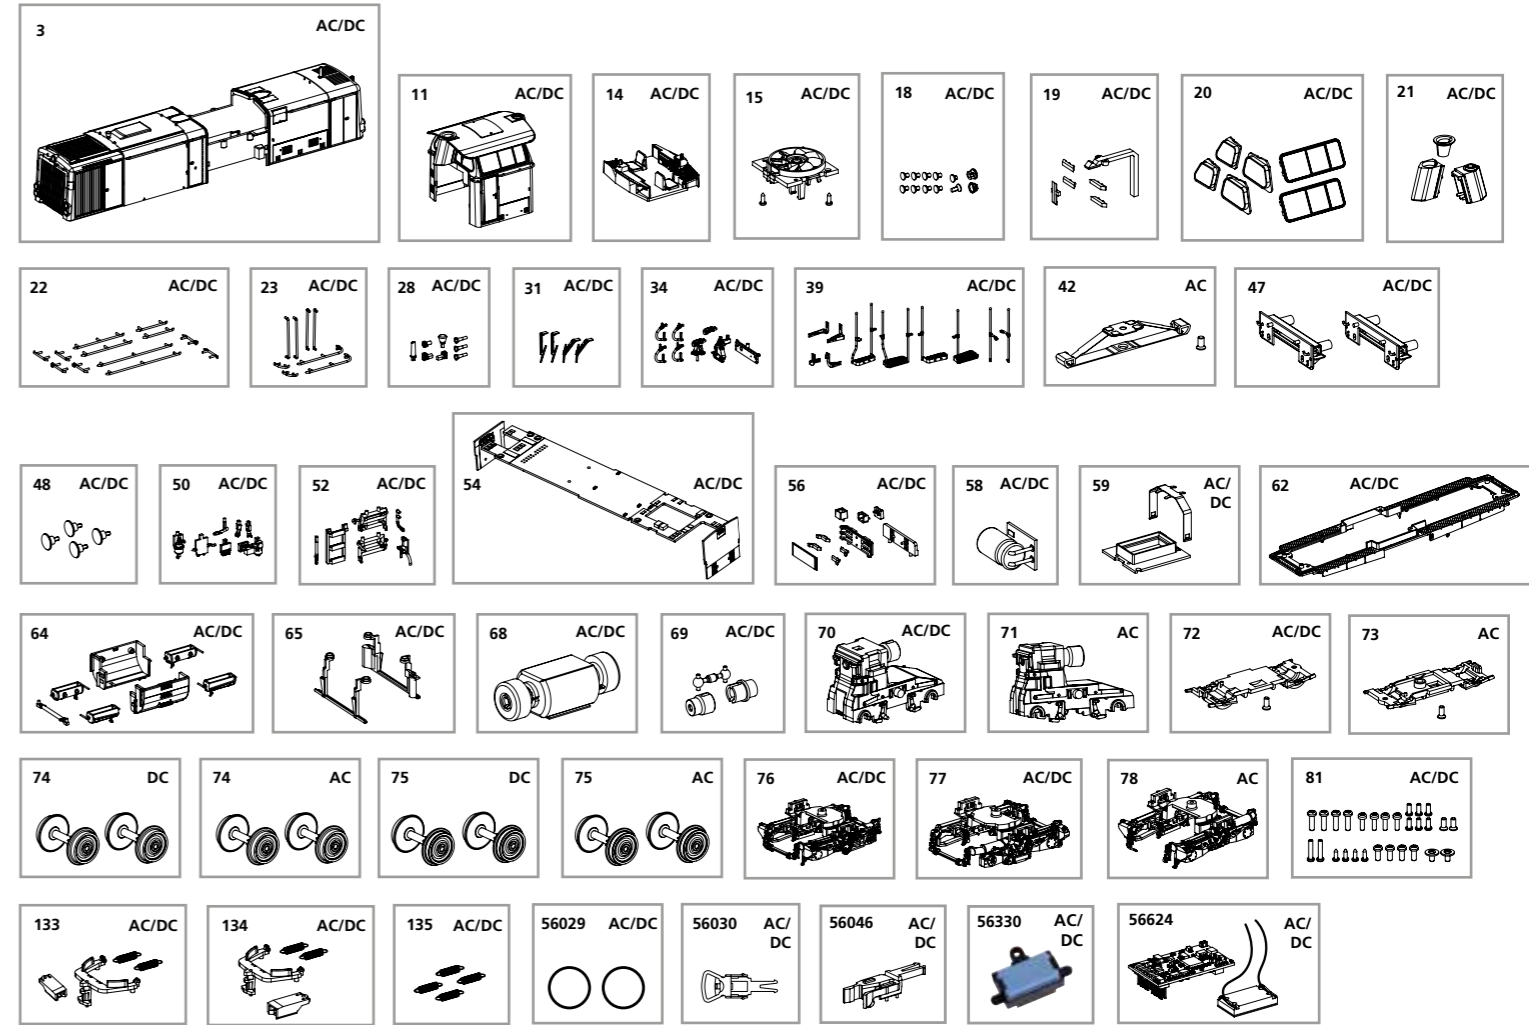 3 AC/DC
11 AC/DC
14 AC/DC
15 AC/DC
18 AC/DC
19 AC/DC
20 AC/DC
21 AC/DC
22 AC/DC
23 AC/DC
28 AC/DC
31 AC/DC
34 AC/DC
39 AC/DC
42 AC
47 AC/DC
48 AC/DC
50 AC/DC
52 AC/DC
54 AC/DC
56 AC/DC
58 AC/DC
59 AC/
DC
62 AC/DC
64 AC/DC
65 AC/DC
68 AC/DC
69 AC/DC
70 AC/DC
71 AC
72 AC/DC
73 AC
74 DC
74 AC
75 DC
75 AC
76 AC/DC
77 AC/DC
78 AC
81 AC/DC
133 AC/DC
134 AC/DC
135 AC/DC
56029 AC/DC
56030 AC/
DC
56046 AC/
DC
56330 AC/
DC
56624 AC/
DC